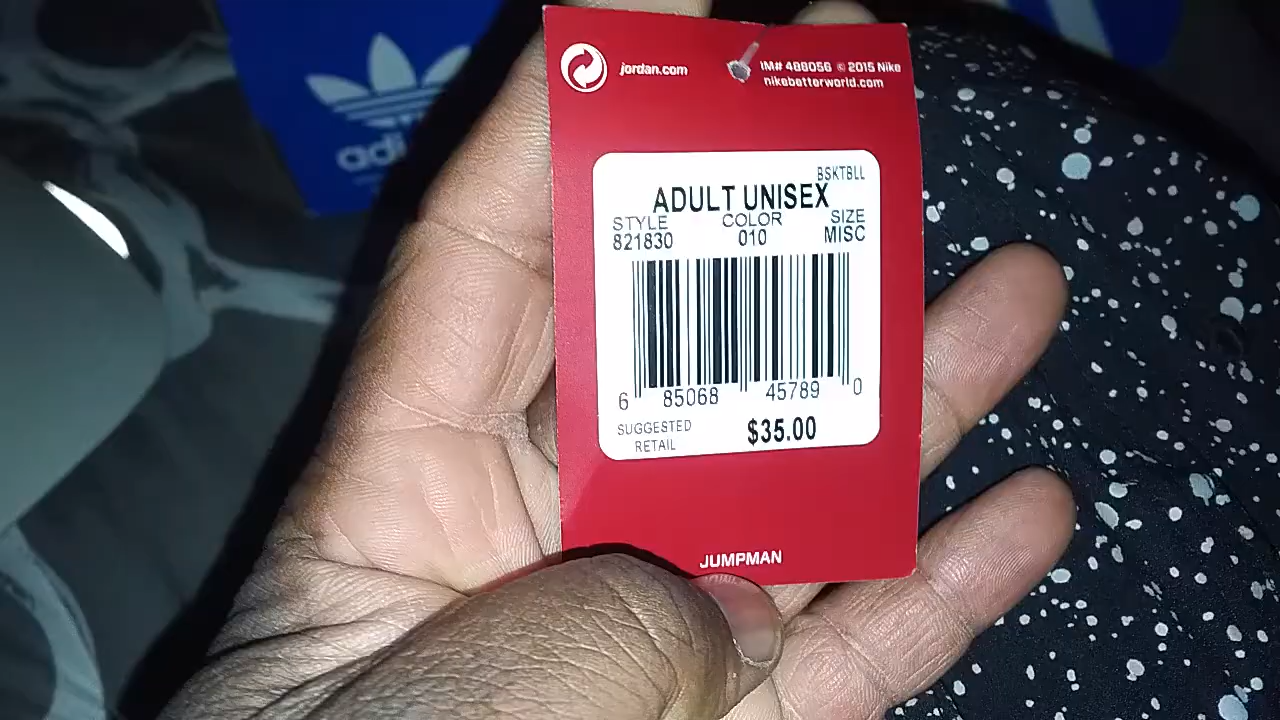 jordan.com
IM# 488056 © 2015 Nike
nikebetterworld.com
adi
BSKTBLL
ADULT UNISEX
STYLE COLOR SIZE
821830 010 MISC
6 85068 45789 0
SUGGESTED
RETAIL
$35.00
JUMPMAN